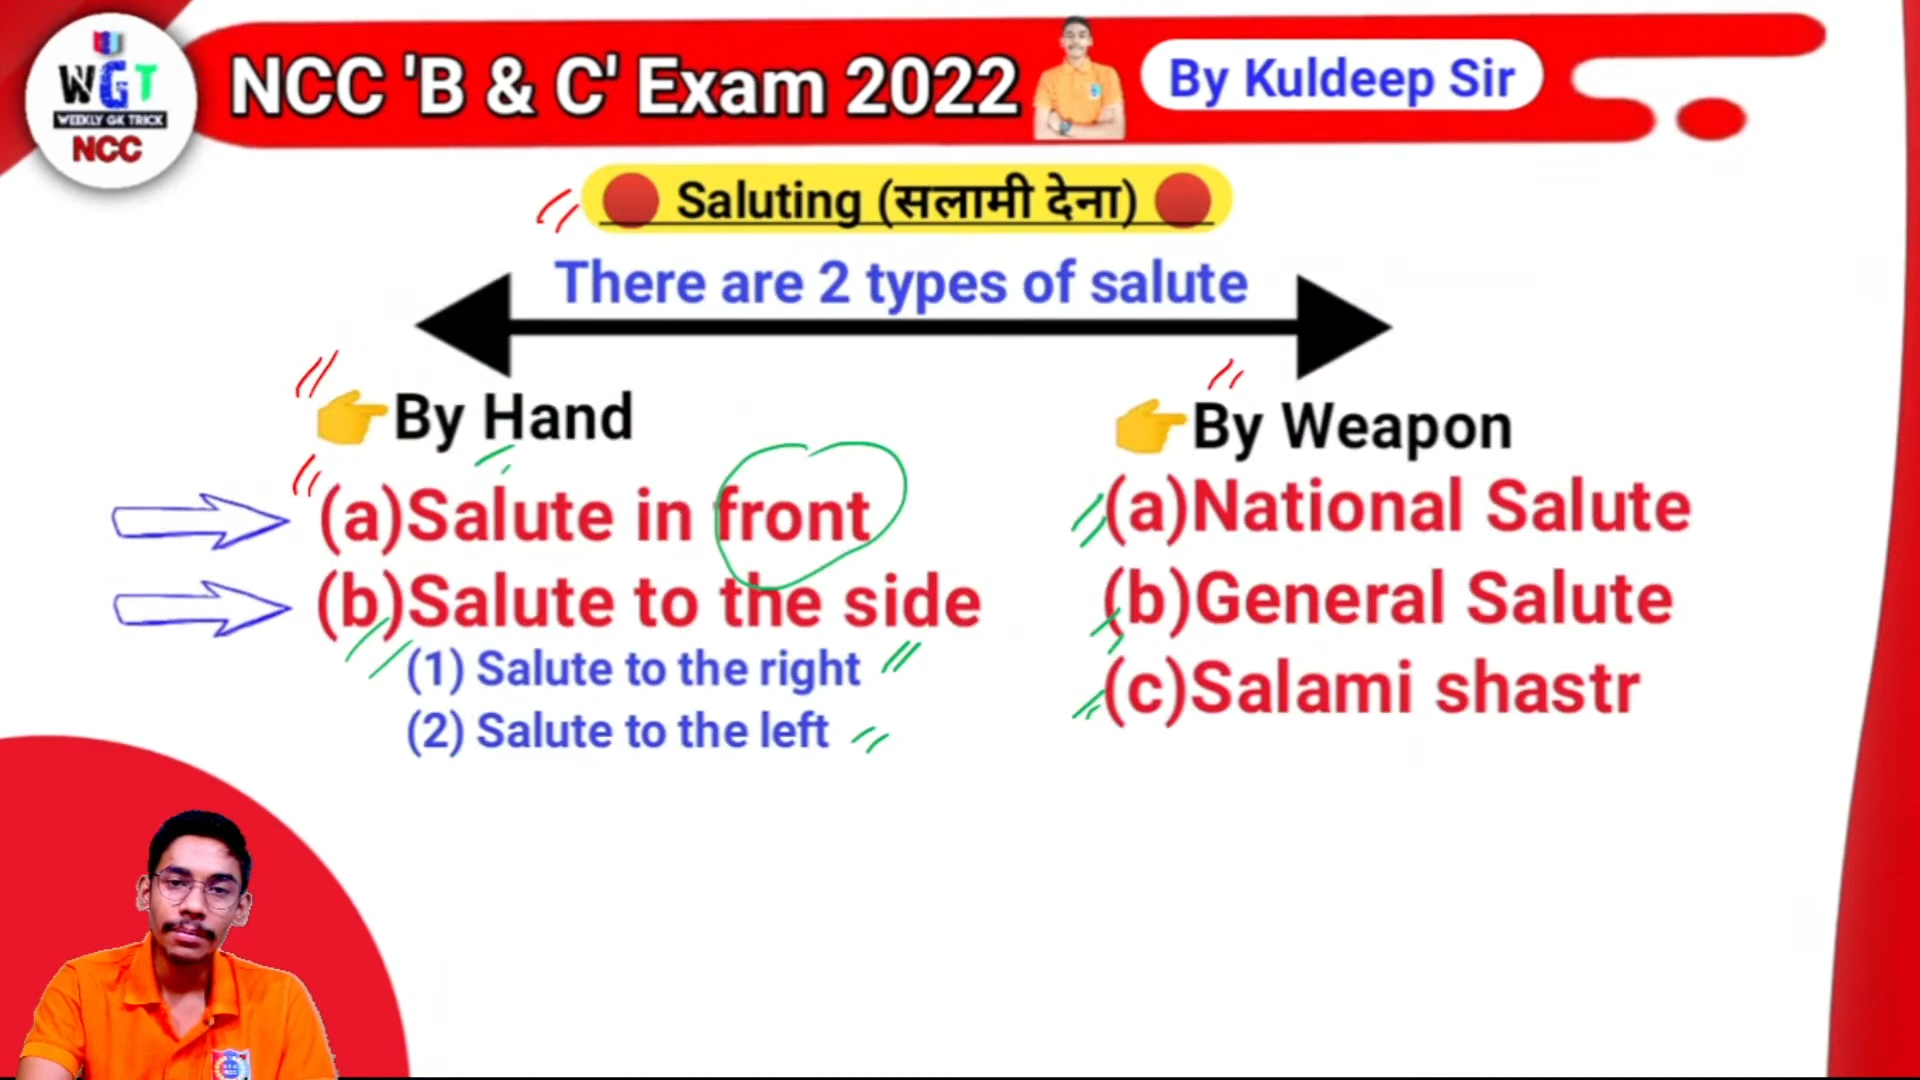 WGT
WEEKLY GK TRICK
NCC
NCC 'B & C' Exam 2022
By Kuldeep Sir
Saluting (सलामी देना)
There are 2 types of salute
By Hand
(a)Salute in front
(b)Salute to the side
(1) Salute to the right
(2) Salute to the left
By Weapon
(a)National Salute
(b)General Salute
(c)Salami shastr